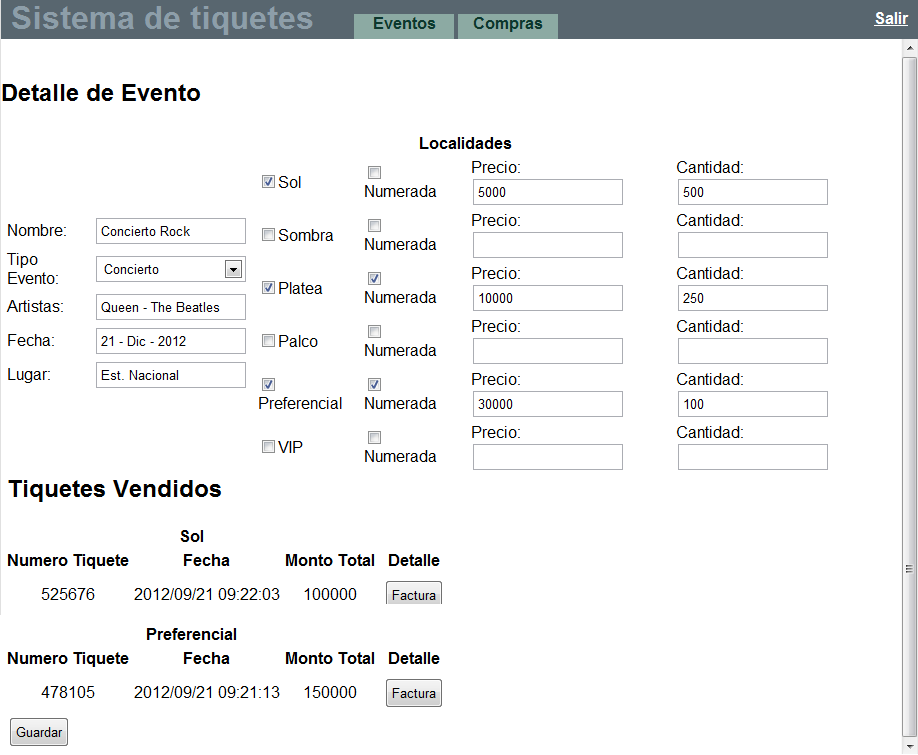 Sistema de tiquetes
Eventos
Compras
Salir
Detalle de Evento
Nombre: Concierto Rock
Tipo
Evento: Concierto
Artistas: Queen - The Beatles
Fecha: 21 - Dic - 2012
Lugar: Est. Nacional
Localidades
Precio: Cantidad:
Sol Numerada 5000 500
Precio: Cantidad:
Sombra Numerada
Precio: Cantidad:
Platea Numerada 10000 250
Precio: Cantidad:
Palco Numerada
Precio: Cantidad:
Preferencial Numerada 30000 100
Precio: Cantidad:
VIP Numerada
Tiquetes Vendidos
Sol
Numero Tiquete Fecha Monto Total Detalle
525676 2012/09/21 09:22:03 100000 Factura
Preferencial
Numero Tiquete Fecha Monto Total Detalle
478105 2012/09/21 09:21:13 150000 Factura
Guardar